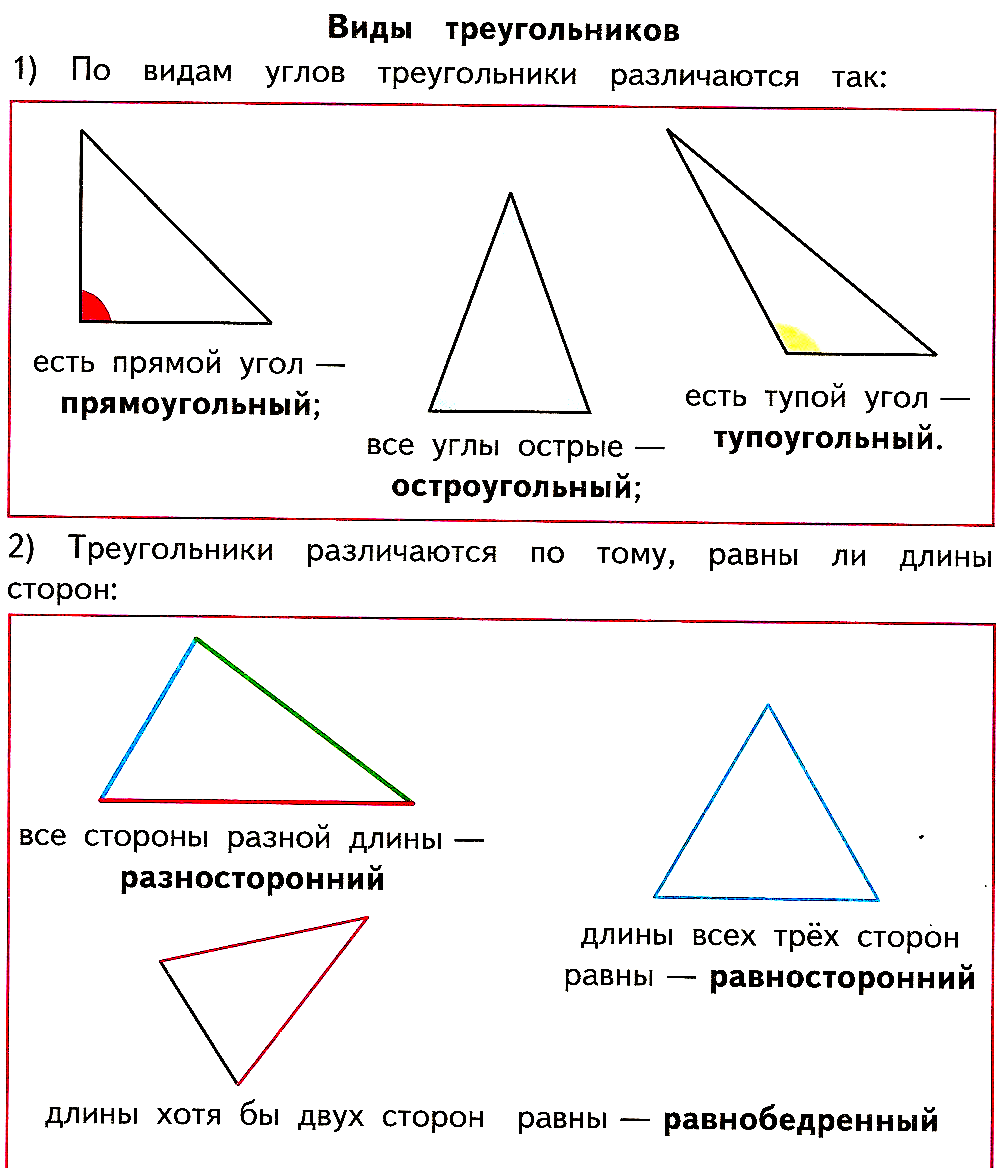 Виды треугольников
1) По видам углов треугольники различаются так:
есть прямой угол —
прямоугольный;
все углы острые —
остроугольный;
есть тупой угол —
тупоугольный.
2) Треугольники различаются по тому, равны ли длины
сторон:
все стороны разной длины —
разносторонний
длины всех трёх сторон
равны — равносторонний
длины хотя бы двух сторон равны — равнобедренный